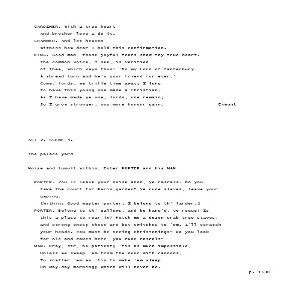 GARDINER. With a true heart
and brother love I do it.
CRANMER. And let heaven
witness how dear I hold this confirmation.
KING. Good man, those joyful tears show thy true heart.
The common voice, I see, is verified
of thee, which says thus: 'Do my Lord of Canterbury
A shrewd turn and he's your friend for ever.'
Come, lords, we trifle time away; I long
To have this young one made a Christian.
As I have made ye one, lords, one remain;
So I grow stronger, you more honour gain. Exeunt
ACT V. SCENE 4.
The palace yard
Noise and tumult within. Enter PORTER and his MAN
PORTER. You'll leave your noise anon, ye rascals. Do you
take the court for Paris garden? Ye rude slaves, leave your
gaping.
[Within: Good master porter, I belong to th' larder.]
PORTER. Belong to th' gallows, and be hang'd, ye rogue! Is
this a place to roar in? Fetch me a dozen crab-tree staves,
and strong ones; these are but switches to 'em. I'll scratch
your heads. You must be seeing christenings? Do you look
for ale and cakes here, you rude rascals?
MAN. Pray, sir, be patient; 'tis as much impossible,
Unless we sweep 'em from the door with cannons,
To scatter 'em as 'tis to make 'em sleep
On May-day morning; which will never be.